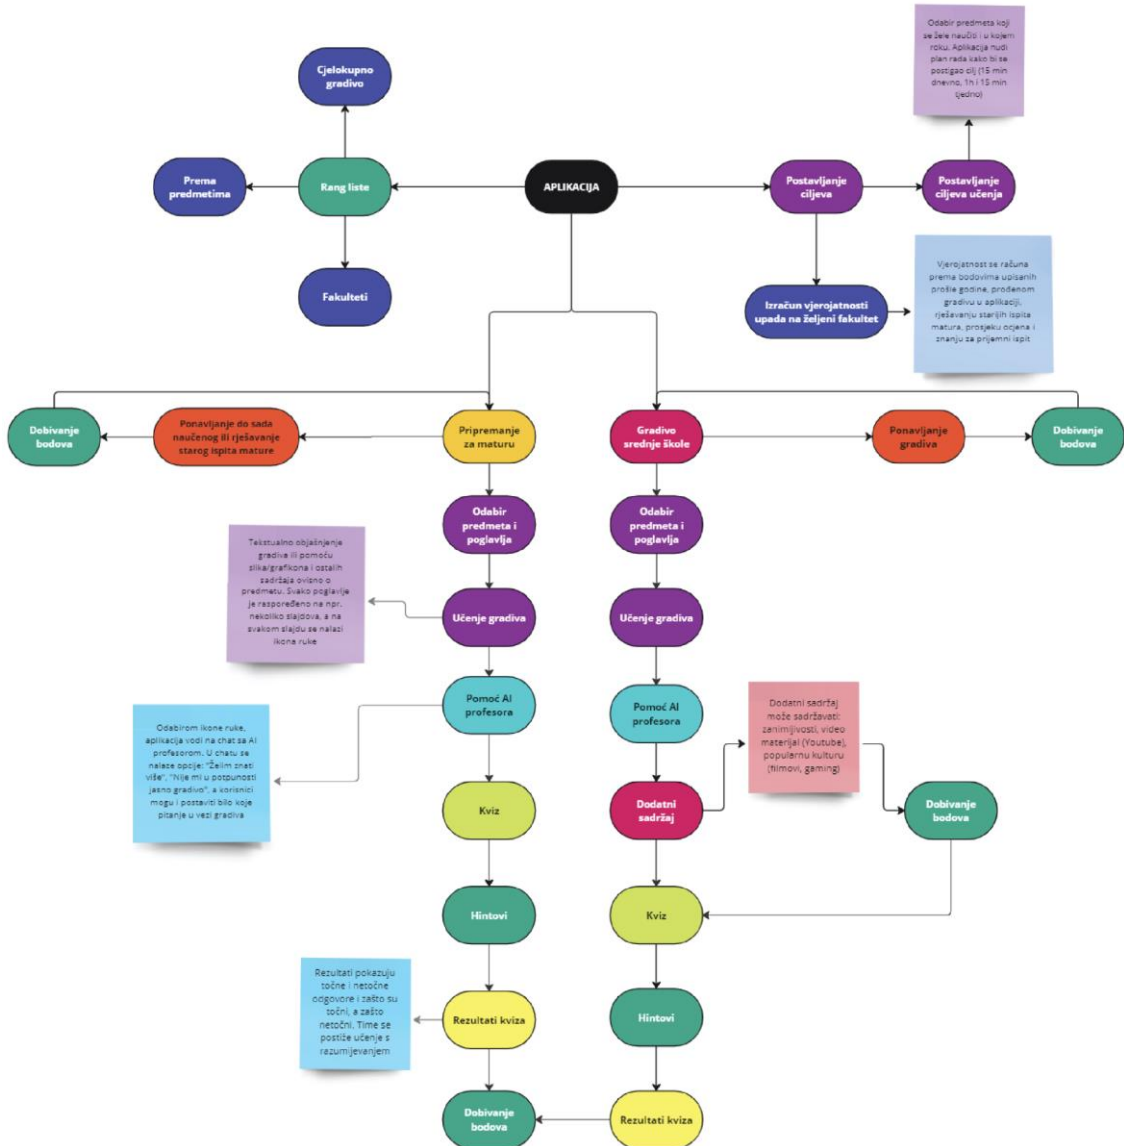 Odabir predmeta koji
se žele naučiti i u kojem
roku. Aplikacija nudi
plan rada kako bi se
postigao cilj (15 min
dnevno, 1h i 15 min
tjedno)
Cjelokupno
gradivo
Prema
predmetima
Rang liste
APLIKACIJA
Postavljanje
ciljeva
Postavljanje
ciljeva učenja
Fakulteti
Izračun vjerojatnosti
upada na željeni fakultet
Vjerojatnost se računa
prema bodovima upisanih
prošle godine, prođenom
gradivu u aplikaciji,
rješavanju starijih ispita
matura, prosjeku ocjena i
znanju za prijemni ispit
Dobivanje
bodova
Ponavljanje do sada
naučenog ili rješavanje
starog ispita mature
Pripremanje
za maturu
Gradivo
srednje škole
Ponavljanje
gradiva
Dobivanje
bodova
Odabir
predmeta i
poglavlja
Odabir
predmeta i
poglavlja
Tekstualno objašnjenje
gradiva ili pomoću
slika/grafikona i ostalih
sadržaja ovisno o
predmetu. Svako poglavlje
je raspoređeno na npr.
nekoliko slajdova, a na
svakom slajdu se nalazi
ikona ruke
Učenje gradiva
Učenje gradiva
Pomoć AI
profesora
Pomoć AI
profesora
Odabirom ikone ruke,
aplikacija vodi na chat sa AI
profesorom. U chatu se
nalaze opcije: "Želim znati
više", "Nije mi u potpunosti
jasno gradivo", a korisnici
mogu i postaviti bilo koje
pitanje u vezi gradiva
Dodatni sadržaj
može sadržavati:
zanimljivosti, video
materijal (Youtube),
popularnu kulturu
(filmovi, gaming)
Kviz
Dodatni
sadržaj
Dobivanje
bodova
Hintovi
Kviz
Rezultati pokazuju
točne i netočne
odgovore i zašto su
točni, a zašto
netočni. Time se
postiže učenje s
razumijevanjem
Rezultati kviza
Hintovi
Dobivanje
bodova
Rezultati kviza